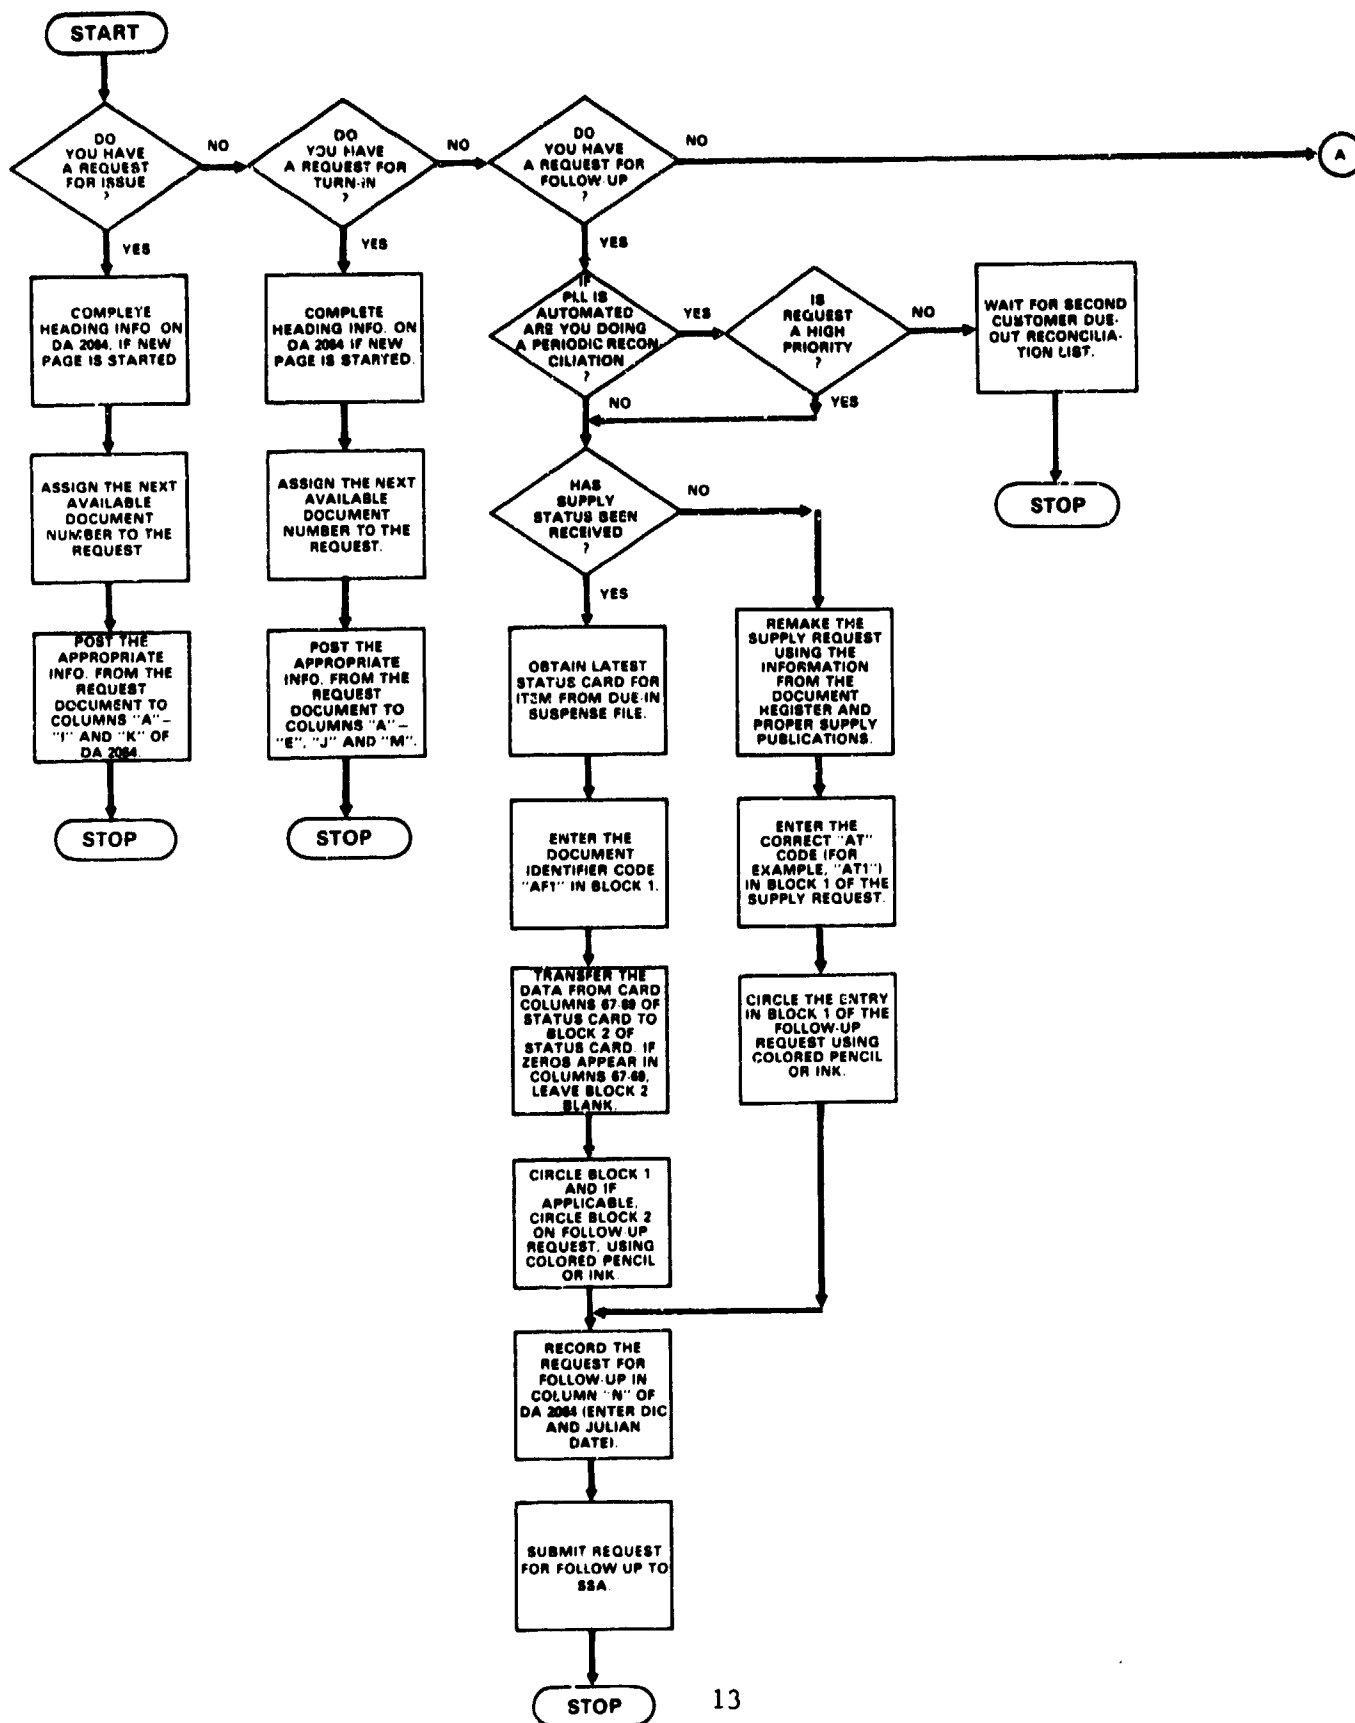 START
DO
YOU HAVE
A REQUEST
FOR ISSUE
?
NO
YES
COMPLEYE
HEADING INFO. ON
DA 2064, IF NEW
PAGE IS STARTED
ASSIGN THE NEXT
AVAILABLE
DOCUMENT
NUMBER TO THE
REQUEST
POST THE
APPROPRIATE
INFO. FROM THE
REQUEST
DOCUMENT TO
COLUMNS "A"–
"I" AND "K" OF
DA 2064.
STOP
DO
YOU HAVE
A REQUEST FOR
TURN-IN
?
NO
YES
COMPLETE
HEADING INFO. ON
DA 2064 IF NEW
PAGE IS STARTED.
ASSIGN THE NEXT
AVAILABLE
DOCUMENT
NUMBER TO THE
REQUEST.
POST THE
APPROPRIATE
INFO. FROM THE
REQUEST
DOCUMENT TO
COLUMNS "A"–
"E", "J" AND "M".
STOP
DO
YOU HAVE
A REQUEST FOR
FOLLOW-UP
?
NO
A
YES
IF
PLL IS
AUTOMATED
ARE YOU DOING
A PERIODIC RECON
CILIATION
?
YES
NO
IS
REQUEST
A HIGH
PRIORITY
?
NO
YES
WAIT FOR SECOND
CUSTOMER DUE-
OUT RECONCILIA-
TION LIST.
STOP
HAS
SUPPLY
STATUS BEEN
RECEIVED
?
NO
YES
OBTAIN LATEST
STATUS CARD FOR
ITEM FROM DUE-IN
SUSPENSE FILE.
ENTER THE
DOCUMENT
IDENTIFIER CODE
"AF1" IN BLOCK 1.
TRANSFER THE
DATA FROM CARD
COLUMNS 67-69 OF
STATUS CARD TO
BLOCK 2 OF
STATUS CARD. IF
ZEROS APPEAR IN
COLUMNS 67-69,
LEAVE BLOCK 2
BLANK.
CIRCLE BLOCK 1
AND IF
APPLICABLE,
CIRCLE BLOCK 2
ON FOLLOW-UP
REQUEST, USING
COLORED PENCIL
OR INK.
REMAKE THE
SUPPLY REQUEST
USING THE
INFORMATION
FROM THE
DOCUMENT
REGISTER AND
PROPER SUPPLY
PUBLICATIONS.
ENTER THE
CORRECT "AT"
CODE (FOR
EXAMPLE, "AT1")
IN BLOCK 1 OF THE
SUPPLY REQUEST.
CIRCLE THE ENTRY
IN BLOCK 1 OF THE
FOLLOW-UP
REQUEST USING
COLORED PENCIL
OR INK.
RECORD THE
REQUEST FOR
FOLLOW-UP IN
COLUMN "N" OF
DA 2064 (ENTER DIC
AND JULIAN
DATE).
SUBMIT REQUEST
FOR FOLLOW UP TO
SSA.
STOP
13